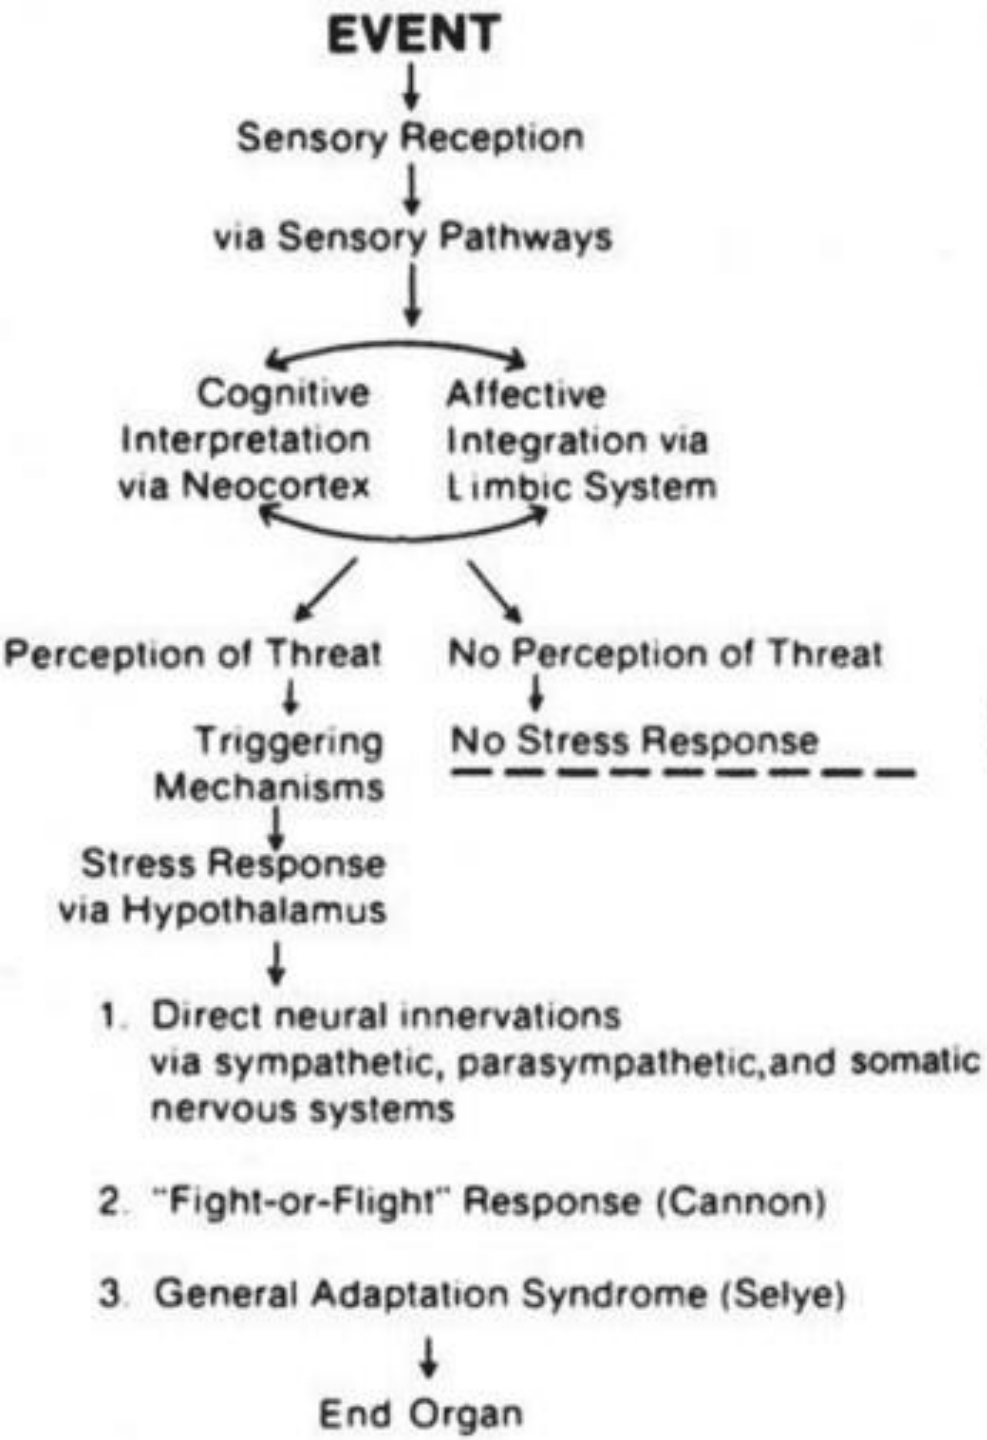 EVENT
Sensory Reception
via Sensory Pathways
Cognitive
Interpretation
via Neocortex
Affective
Integration via
Limbic System
Perception of Threat
Triggering
Mechanisms
Stress Response
via Hypothalamus
No Perception of Threat
No Stress Response
1. Direct neural innervations
via sympathetic, parasympathetic,and somatic
nervous systems
2. "Fight-or-Flight" Response (Cannon)
3. General Adaptation Syndrome (Selye)
End Organ